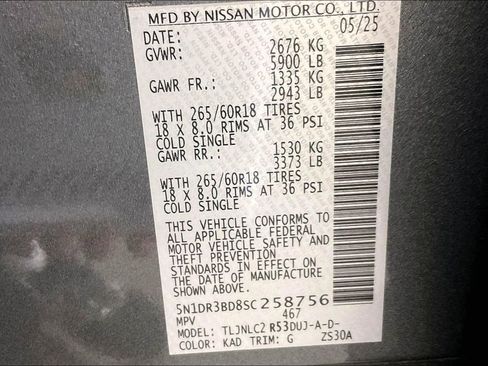 MFD BY NISSAN MOTOR CO., LTD.
DATE: 05/25
GVWR: 2676 KG
5900 LB
GAWR FR.: 1335 KG
2943 LB
WITH 265/60R18 TIRES
18 X 8.0 RIMS AT 36 PSI
COLD SINGLE
GAWR RR.: 1530 KG
3373 LB
WITH 265/60R18 TIRES
18 X 8.0 RIMS AT 36 PSI
COLD SINGLE
THIS VEHICLE CONFORMS TO
ALL APPLICABLE FEDERAL
MOTOR VEHICLE SAFETY AND
THEFT PREVENTION
STANDARDS IN EFFECT ON
THE DATE OF MANUFACTURE
SHOWN ABOVE.
5N1DR3BD8SC258756
MPV 467
MODEL: TLJNLC2 R53DUJ-A-D-
COLOR: KAD TRIM: G ZS30A